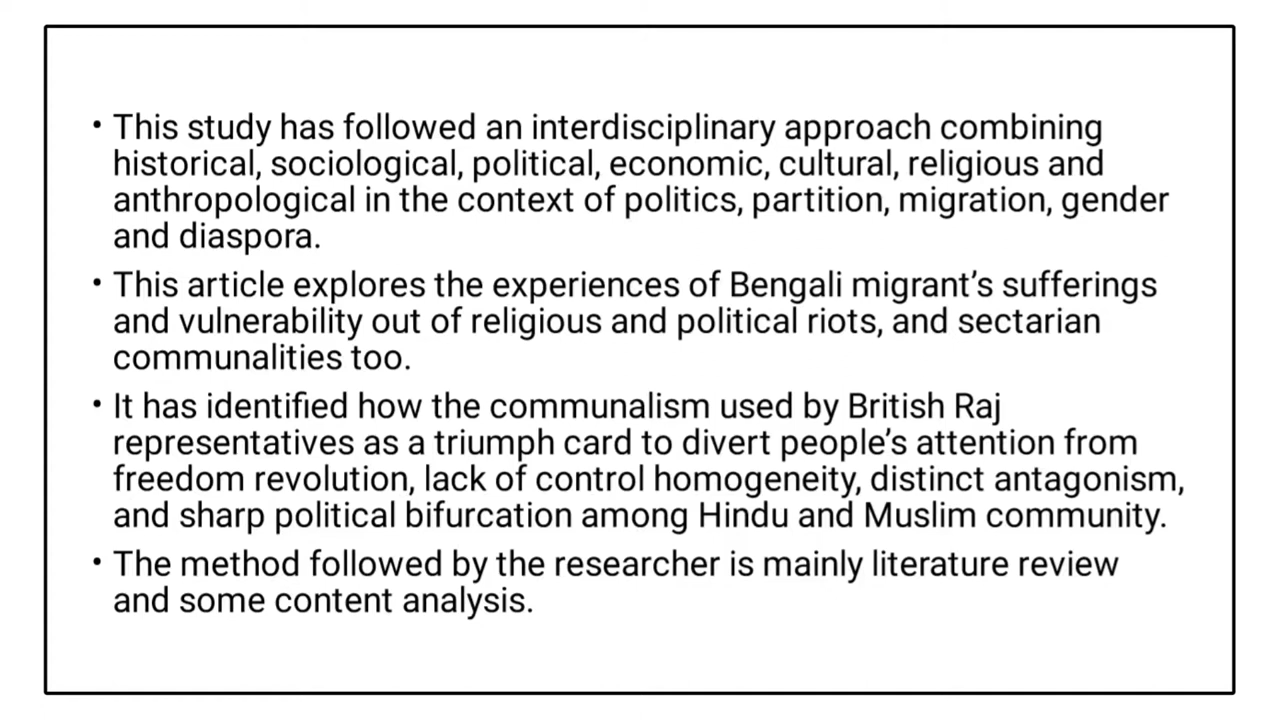 • This study has followed an interdisciplinary approach combining
historical, sociological, political, economic, cultural, religious and
anthropological in the context of politics, partition, migration, gender
and diaspora.
• This article explores the experiences of Bengali migrant’s sufferings
and vulnerability out of religious and political riots, and sectarian
communalities too.
• It has identified how the communalism used by British Raj
representatives as a triumph card to divert people’s attention from
freedom revolution, lack of control homogeneity, distinct antagonism,
and sharp political bifurcation among Hindu and Muslim community.
• The method followed by the researcher is mainly literature review
and some content analysis.